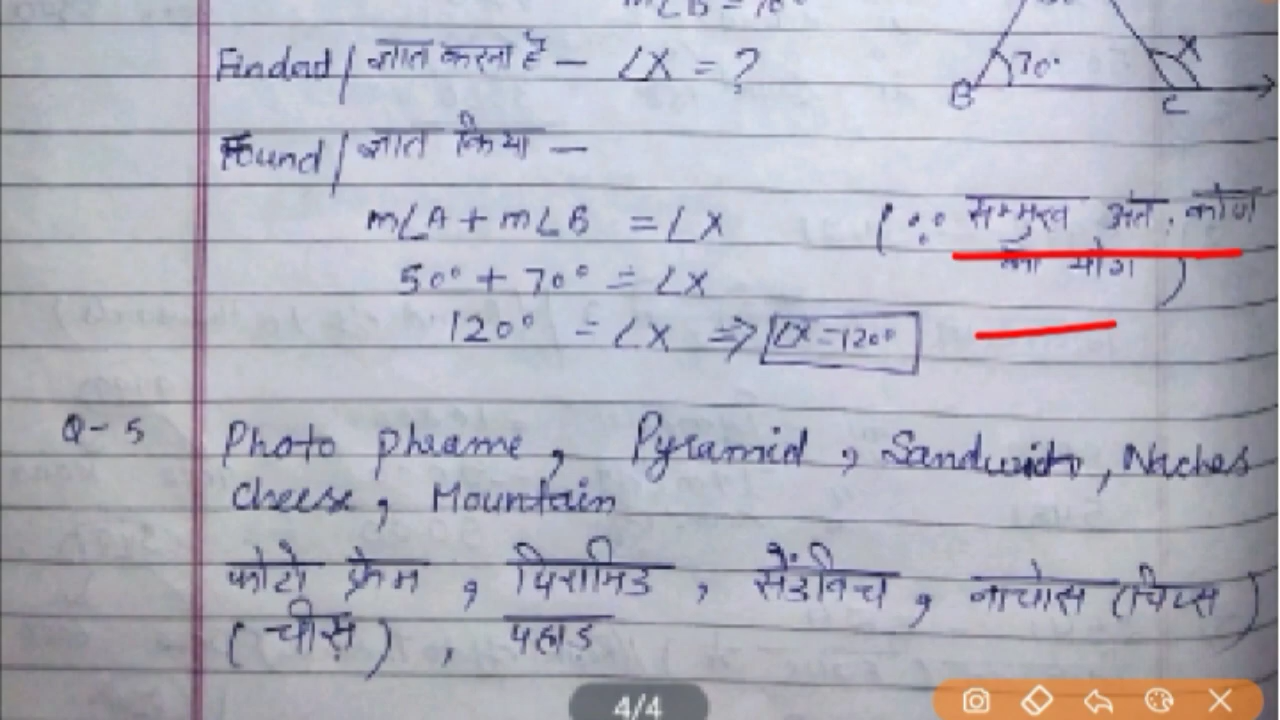 m∠B = 70°
Finded / ज्ञात करना है — ∠X = ?
70°
X
B
C
Found / ज्ञात किया —
m∠A + m∠B = ∠X
(∵ सम्मुख अंत: कोणों
का योग )
50° + 70° = ∠X
120° = ∠X ⇒ ∠X = 120°
Q-5 Photo phrame, Pyramid, Sandwich, Naches
cheese, Mountain
फोटो फ्रेम , पिरामिड , सेंडविच , नाचोस (चिप्स )
( चीज़ ) , पहाड़
4/4